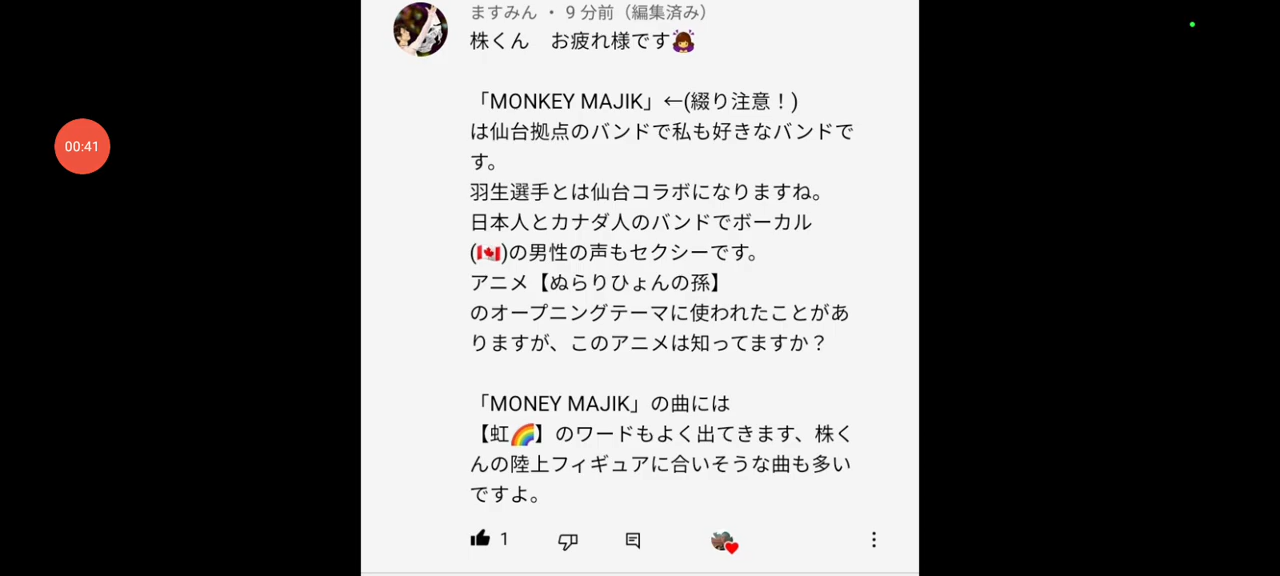 ますみん ・ 9 分前（編集済み）
株くん　お疲れ様です🙇‍♀️
「MONKEY MAJIK」←(綴り注意！)
は仙台拠点のバンドで私も好きなバンドで
す。
羽生選手とは仙台コラボになりますね。
日本人とカナダ人のバンドでボーカル
(🇨🇦)の男性の声もセクシーです。
アニメ【ぬらりひょんの孫】
のオープニングテーマに使われたことがあ
りますが、このアニメは知ってますか？
「MONEY MAJIK」の曲には
【虹🌈】のワードもよく出てきます、株く
んの陸上フィギュアに合いそうな曲も多い
ですよ。
1
00:41